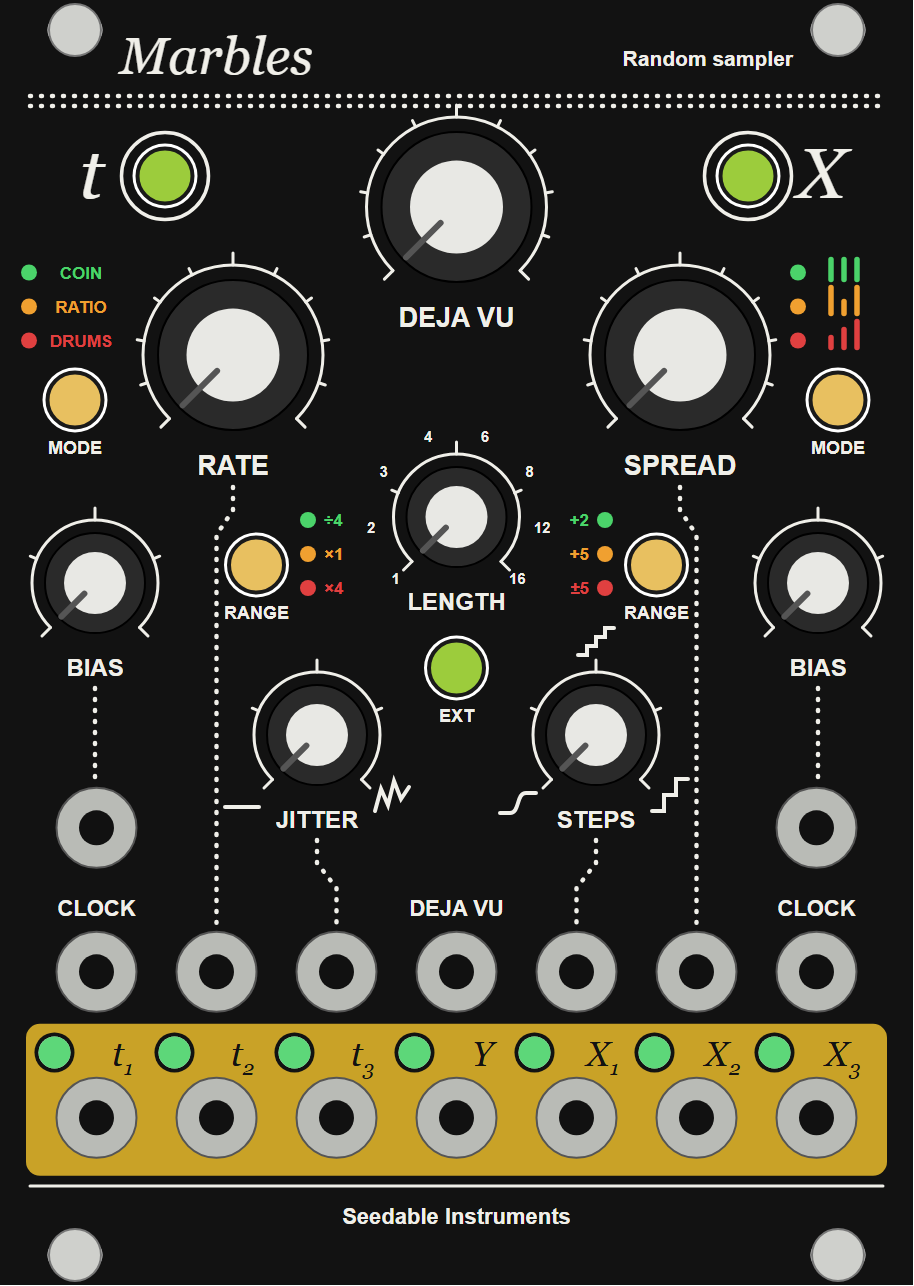 Marbles
Random sampler
t
X
COIN
RATIO
DRUMS
MODE
DEJA VU
MODE
RATE
SPREAD
4 6
3 8
2 12
1 16
LENGTH
÷4
×1
×4
RANGE
+2
+5
±5
RANGE
BIAS
BIAS
EXT
JITTER
STEPS
CLOCK
DEJA VU
CLOCK
t1 t2 t3 Y X1 X2 X3
Seedable Instruments